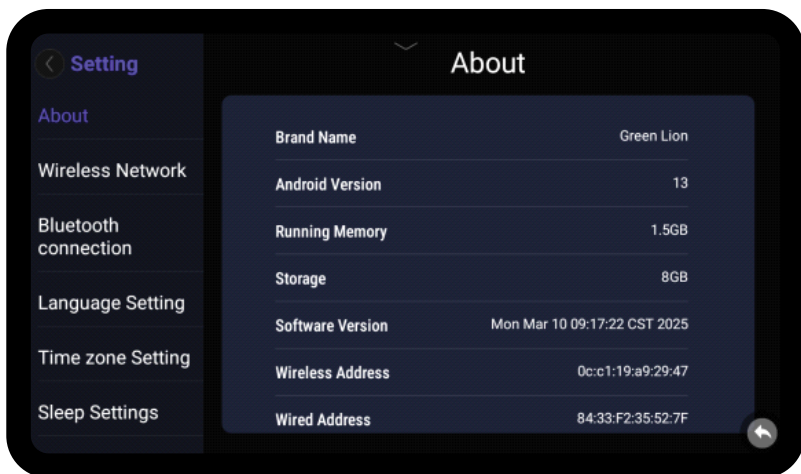 Setting
About
Wireless Network
Bluetooth
connection
Language Setting
Time zone Setting
Sleep Settings
About
Brand Name Green Lion
Android Version 13
Running Memory 1.5GB
Storage 8GB
Software Version Mon Mar 10 09:17:22 CST 2025
Wireless Address 0c:c1:19:a9:29:47
Wired Address 84:33:F2:35:52:7F